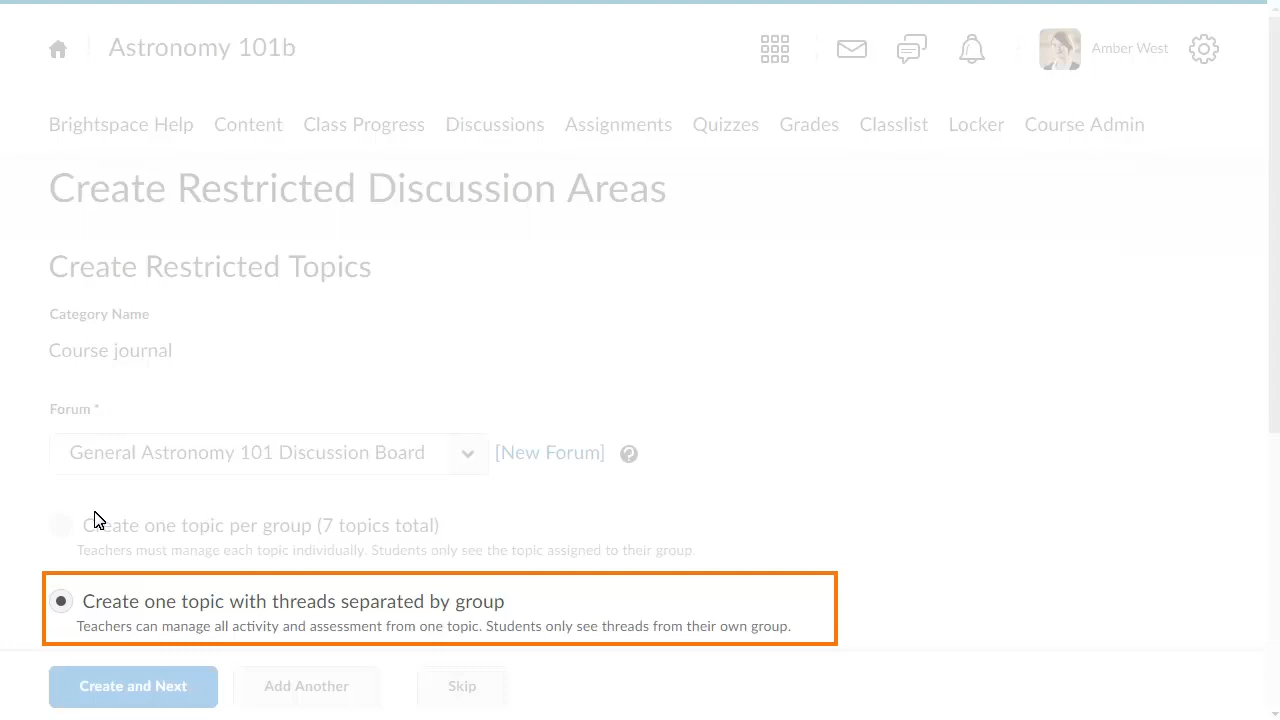 Astronomy 101b
Amber West
Brightspace Help Content Class Progress Discussions Assignments Quizzes Grades Classlist Locker Course Admin
Create Restricted Discussion Areas
Create Restricted Topics
Category Name
Course journal
Forum *
General Astronomy 101 Discussion Board [New Forum]
Create one topic per group (7 topics total)
Teachers must manage each topic individually. Students only see the topic assigned to their group.
Create one topic with threads separated by group
Teachers can manage all activity and assessment from one topic. Students only see threads from their own group.
Create and Next Add Another Skip